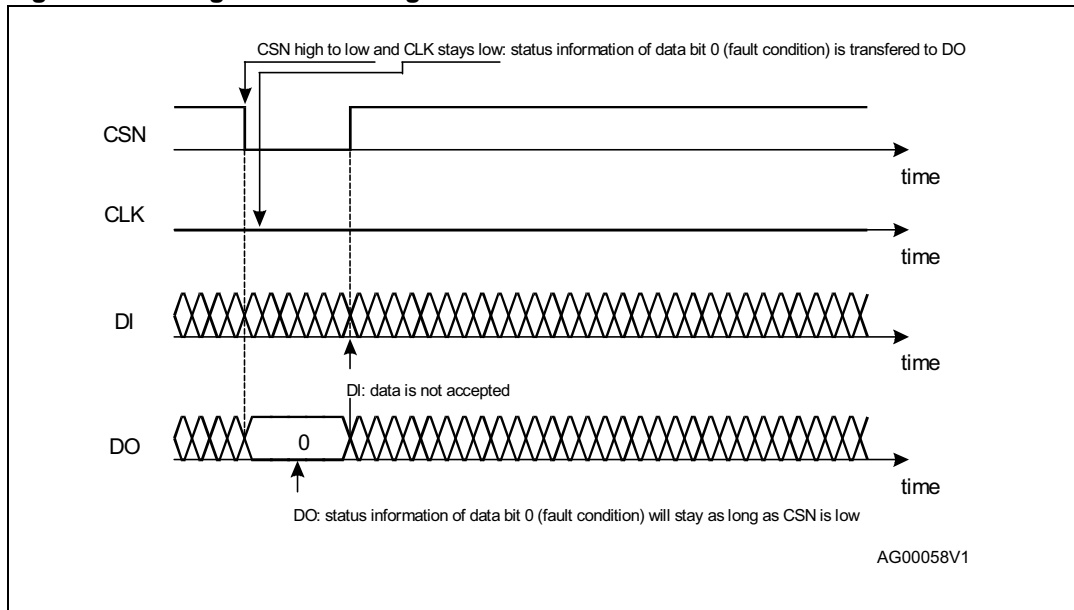 CSN high to low and CLK stays low: status information of data bit 0 (fault condition) is transfered to DO
CSN
time
CLK
time
DI
time
DI: data is not accepted
DO
0
time
DO: status information of data bit 0 (fault condition) will stay as long as CSN is low
AG00058V1